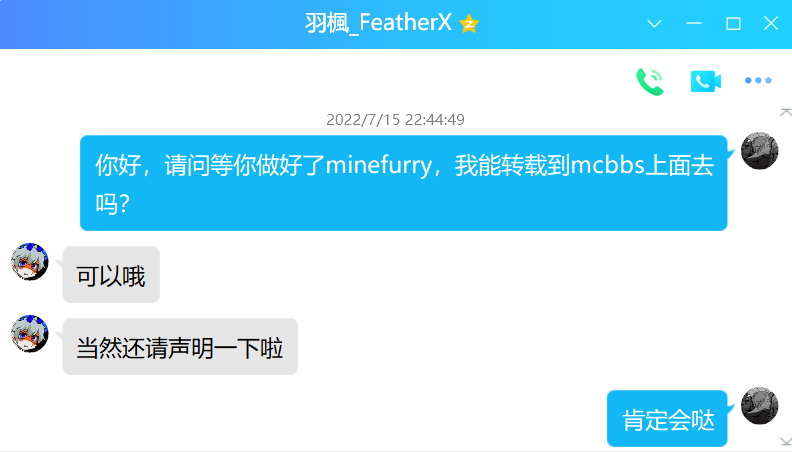 羽楓_FeatherX
2022/7/15 22:44:49
你好，请问等你做好了minefurry，我能转载到mcbbs上面去
吗？
可以哦
当然还请声明一下啦
肯定会哒